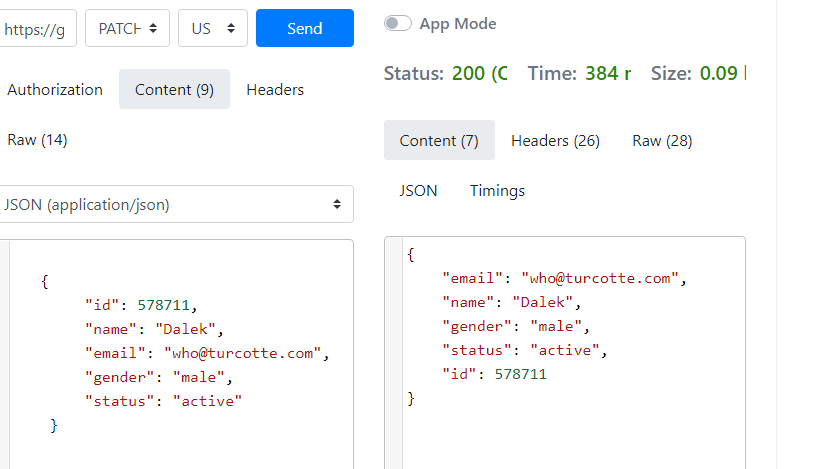 https://g PATCH US Send
Authorization Content (9) Headers
Raw (14)
JSON (application/json)
{
"id": 578711,
"name": "Dalek",
"email": "who@turcotte.com",
"gender": "male",
"status": "active"
}
App Mode
Status: 200 (O Time: 384 m Size: 0.09 k
Content (7) Headers (26) Raw (28)
JSON Timings
{
"email": "who@turcotte.com",
"name": "Dalek",
"gender": "male",
"status": "active",
"id": 578711
}